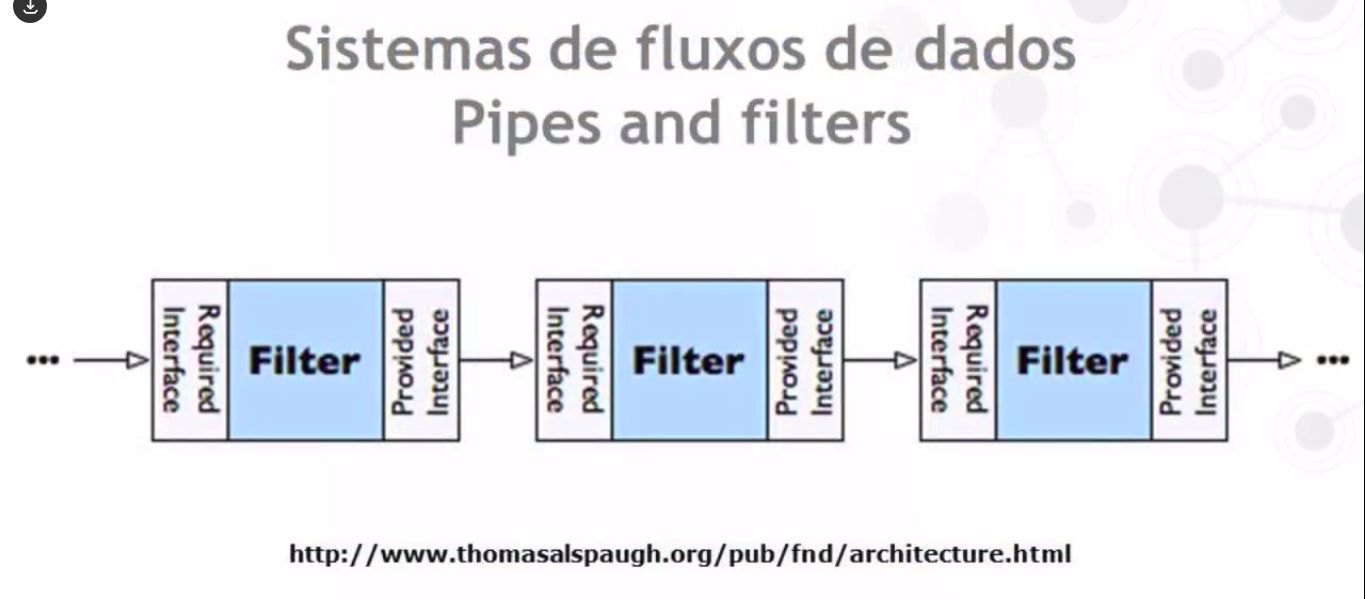 Sistemas de fluxos de dados
Pipes and filters
...
Required
Interface
Filter
Provided
Interface
Required
Interface
Filter
Provided
Interface
Required
Interface
Filter
Provided
Interface
...
http://www.thomasalspaugh.org/pub/fnd/architecture.html